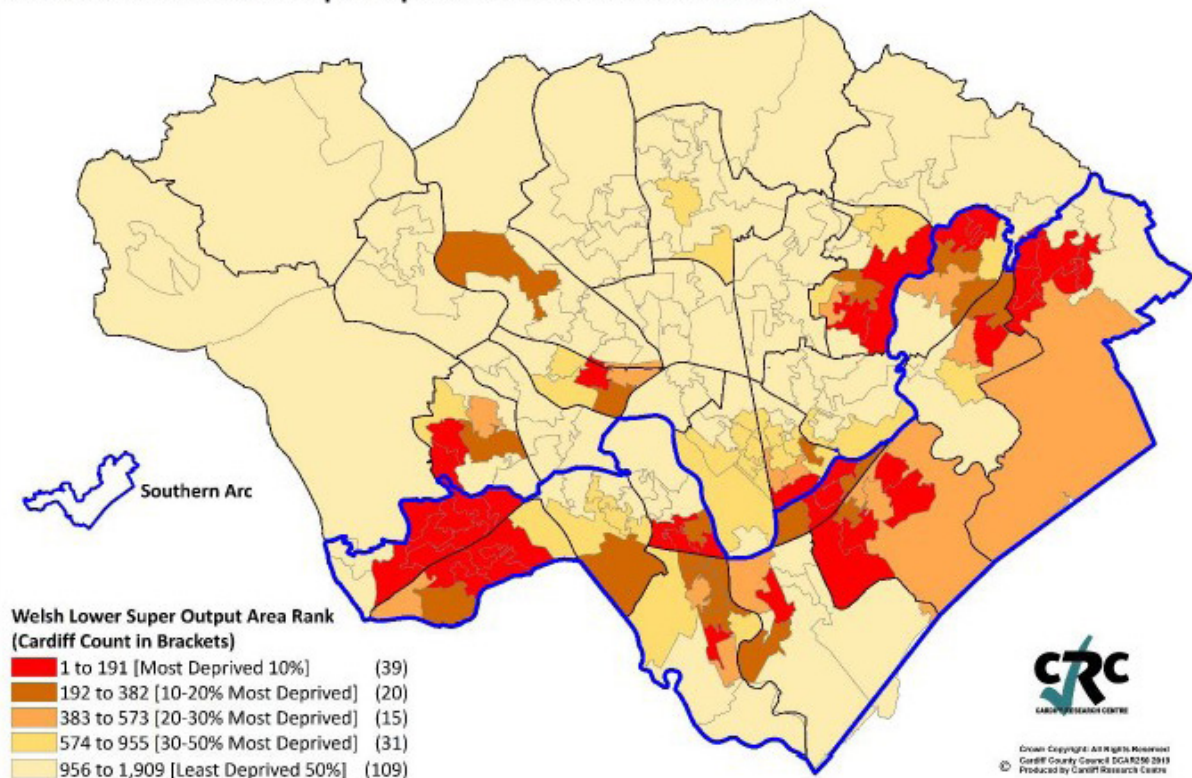 Southern Arc
Welsh Lower Super Output Area Rank
(Cardiff Count in Brackets)
1 to 191 [Most Deprived 10%] (39)
192 to 382 [10-20% Most Deprived] (20)
383 to 573 [20-30% Most Deprived] (15)
574 to 955 [30-50% Most Deprived] (31)
956 to 1,909 [Least Deprived 50%] (109)
CRC
CARDIFF RESEARCH CENTRE
Crown Copyright: All Rights Reserved
Cardiff County Council
© Produced by Cardiff Research Centre